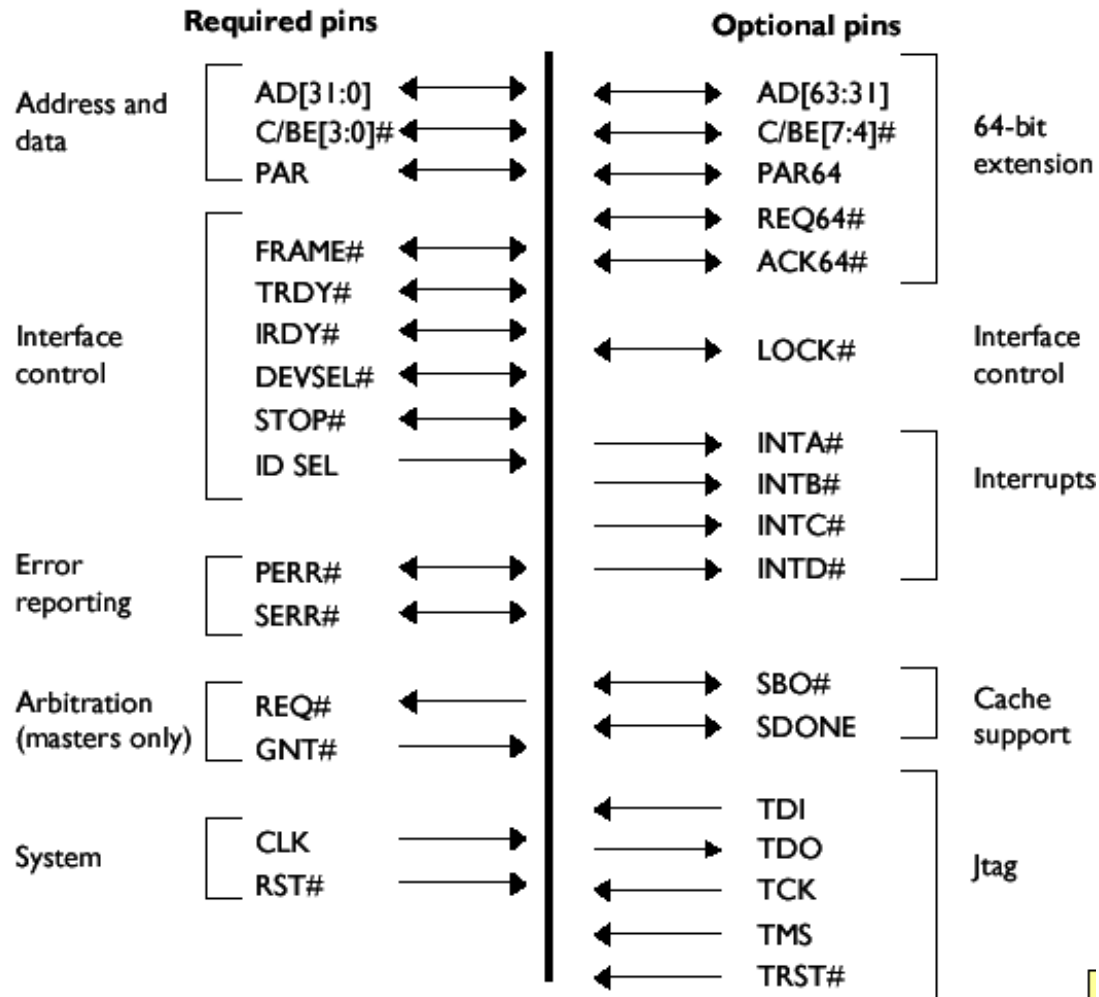 Required pins
Optional pins
Address and
data
AD[31:0]
C/BE[3:0]#
PAR
Interface
control
FRAME#
TRDY#
IRDY#
DEVSEL#
STOP#
ID SEL
Error
reporting
PERR#
SERR#
Arbitration
(masters only)
REQ#
GNT#
System
CLK
RST#
AD[63:31]
C/BE[7:4]#
PAR64
REQ64#
ACK64#
64-bit
extension
LOCK#
Interface
control
INTA#
INTB#
INTC#
INTD#
Interrupts
SBO#
SDONE
Cache
support
TDI
TDO
TCK
TMS
TRST#
Jtag